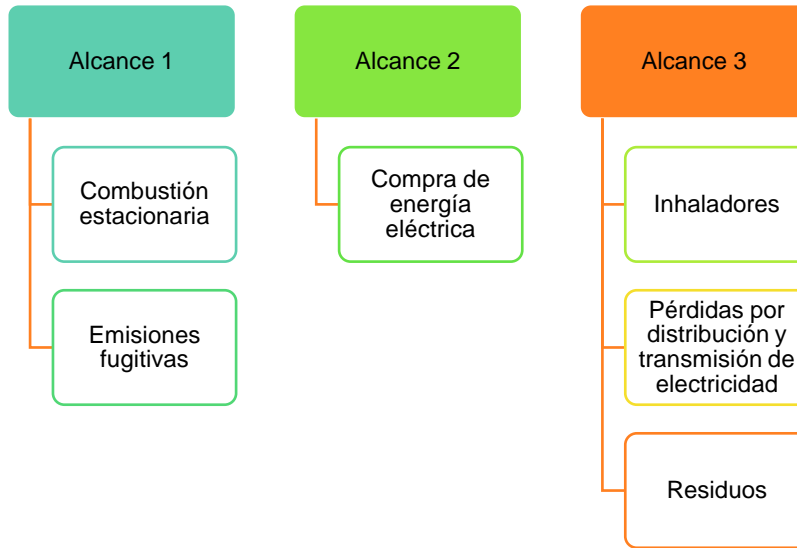 Alcance 1
Combustión
estacionaria
Emisiones
fugitivas
Alcance 2
Compra de
energía
eléctrica
Alcance 3
Inhaladores
Pérdidas por
distribución y
transmisión de
electricidad
Residuos